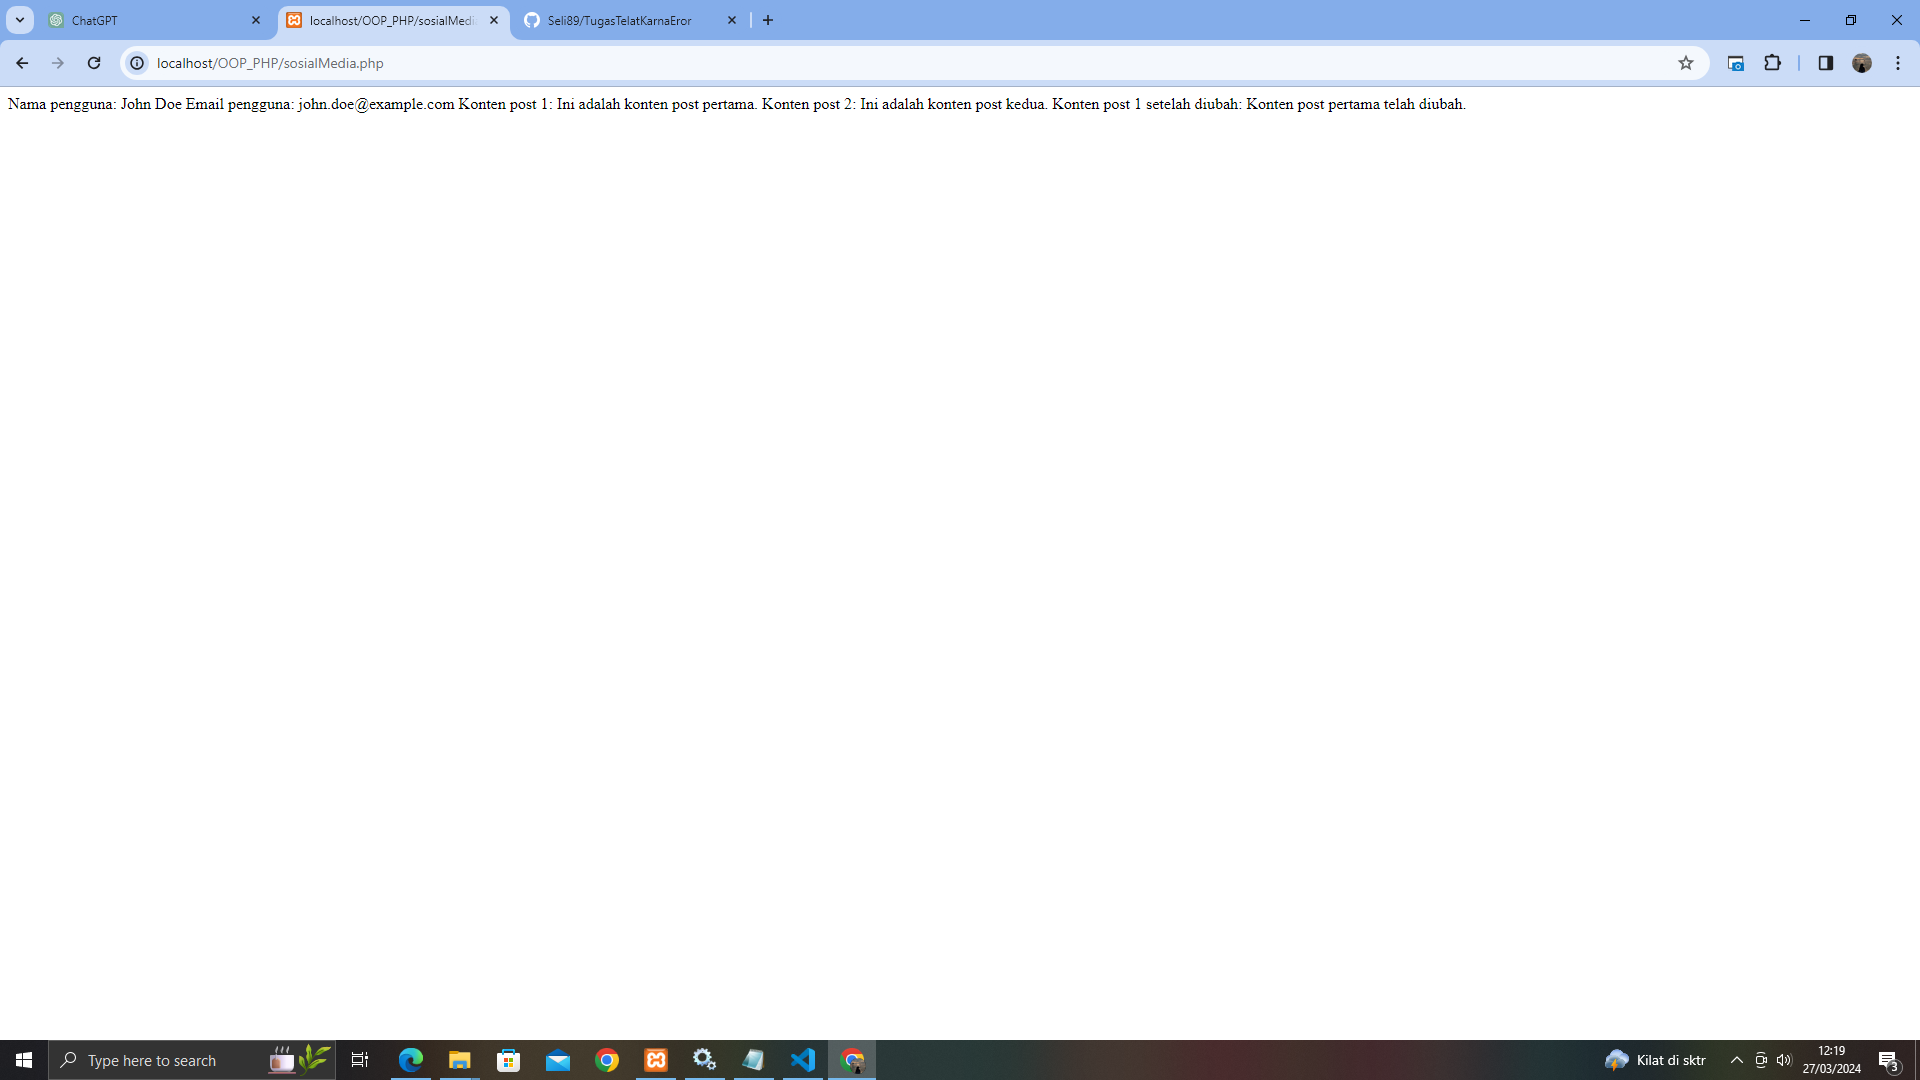 ChatGPT
localhost/OOP_PHP/sosialMedi
Seli89/TugasTelatKarnaEror
localhost/OOP_PHP/sosialMedia.php
Nama pengguna: John Doe Email pengguna: john.doe@example.com Konten post 1: Ini adalah konten post pertama. Konten post 2: Ini adalah konten post kedua. Konten post 1 setelah diubah: Konten post pertama telah diubah.
Type here to search
Kilat di sktr
12:19
27/03/2024
3